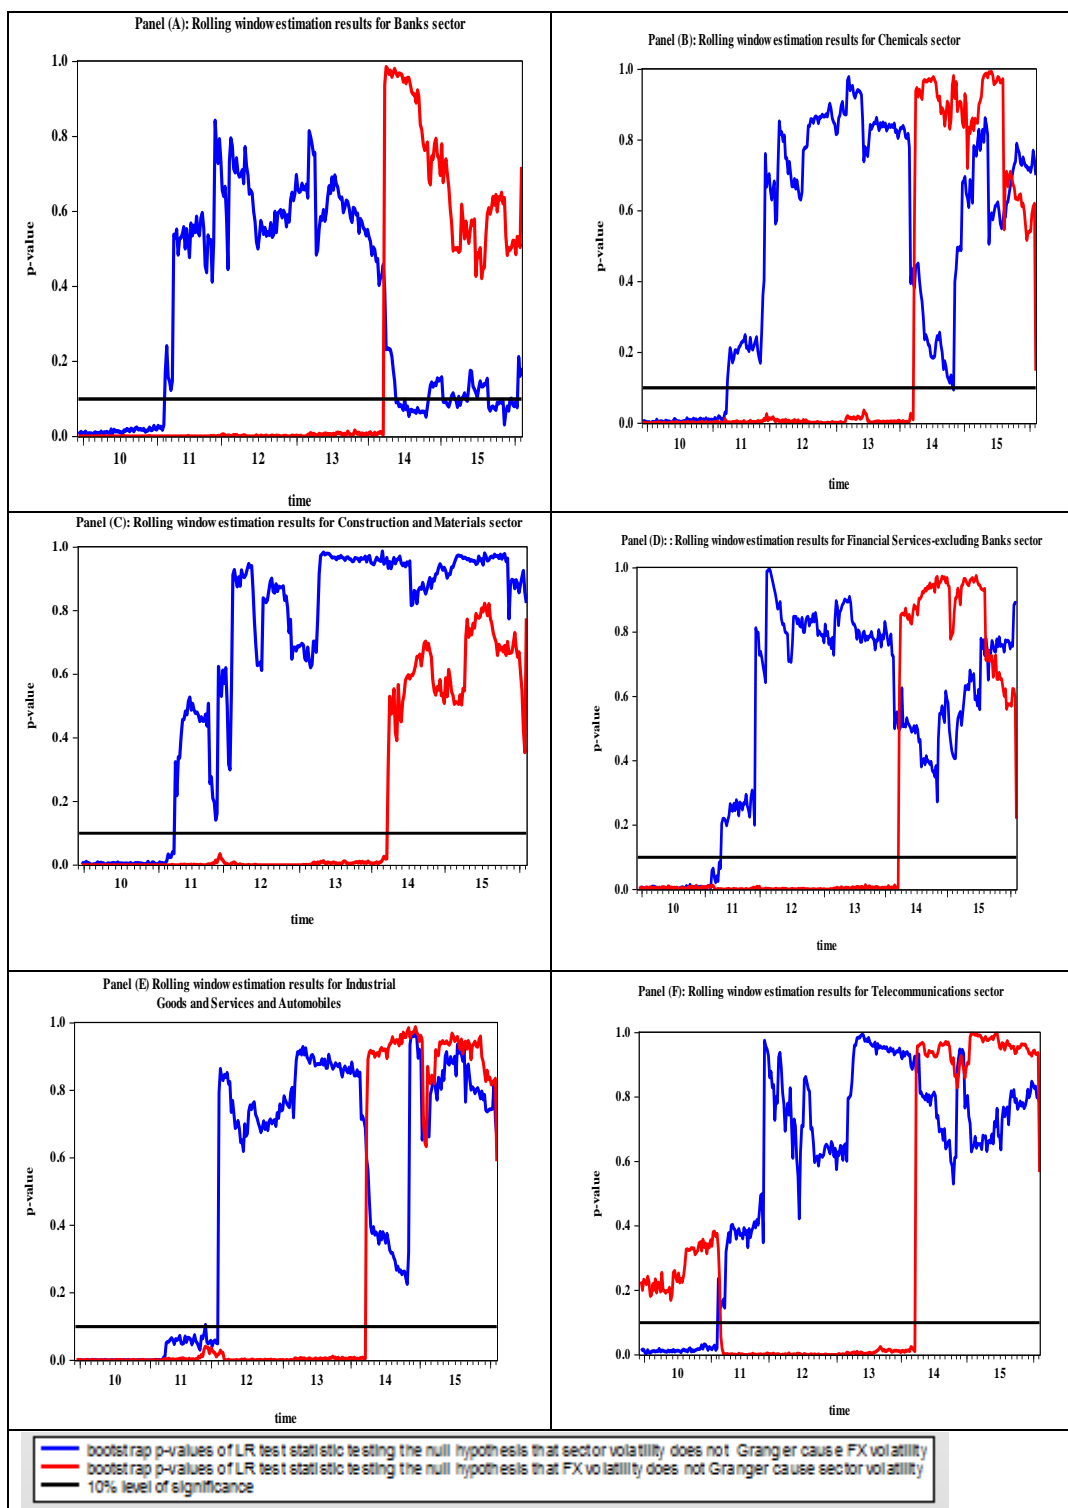 Panel (A): Rolling window estimation results for Banks sector
1.0
0.8
0.6
0.4
0.2
0.0
p-value
10 11 12 13 14 15
time
Panel (B): Rolling window estimation results for Chemicals sector
1.0
0.8
0.6
0.4
0.2
0.0
p-value
10 11 12 13 14 15
time
Panel (C): Rolling window estimation results for Construction and Materials sector
1.0
0.8
0.6
0.4
0.2
0.0
p-value
10 11 12 13 14 15
time
Panel (D): : Rolling window estimation results for Financial Services-excluding Banks sector
1.0
0.8
0.6
0.4
0.2
0.0
p-value
10 11 12 13 14 15
time
Panel (E) Rolling window estimation results for Industrial
Goods and Services and Automobiles
1.0
0.8
0.6
0.4
0.2
0.0
p-value
10 11 12 13 14 15
time
Panel (F): Rolling window estimation results for Telecommunications sector
1.0
0.8
0.6
0.4
0.2
0.0
p-value
10 11 12 13 14 15
time
bootstrap p-values of LR test statistic testing the null hypothesis that sector volatility does not Granger cause FX volatility
bootstrap p-values of LR test statistic testing the null hypothesis that FX volatility does not Granger cause sector volatility
10% level of significance